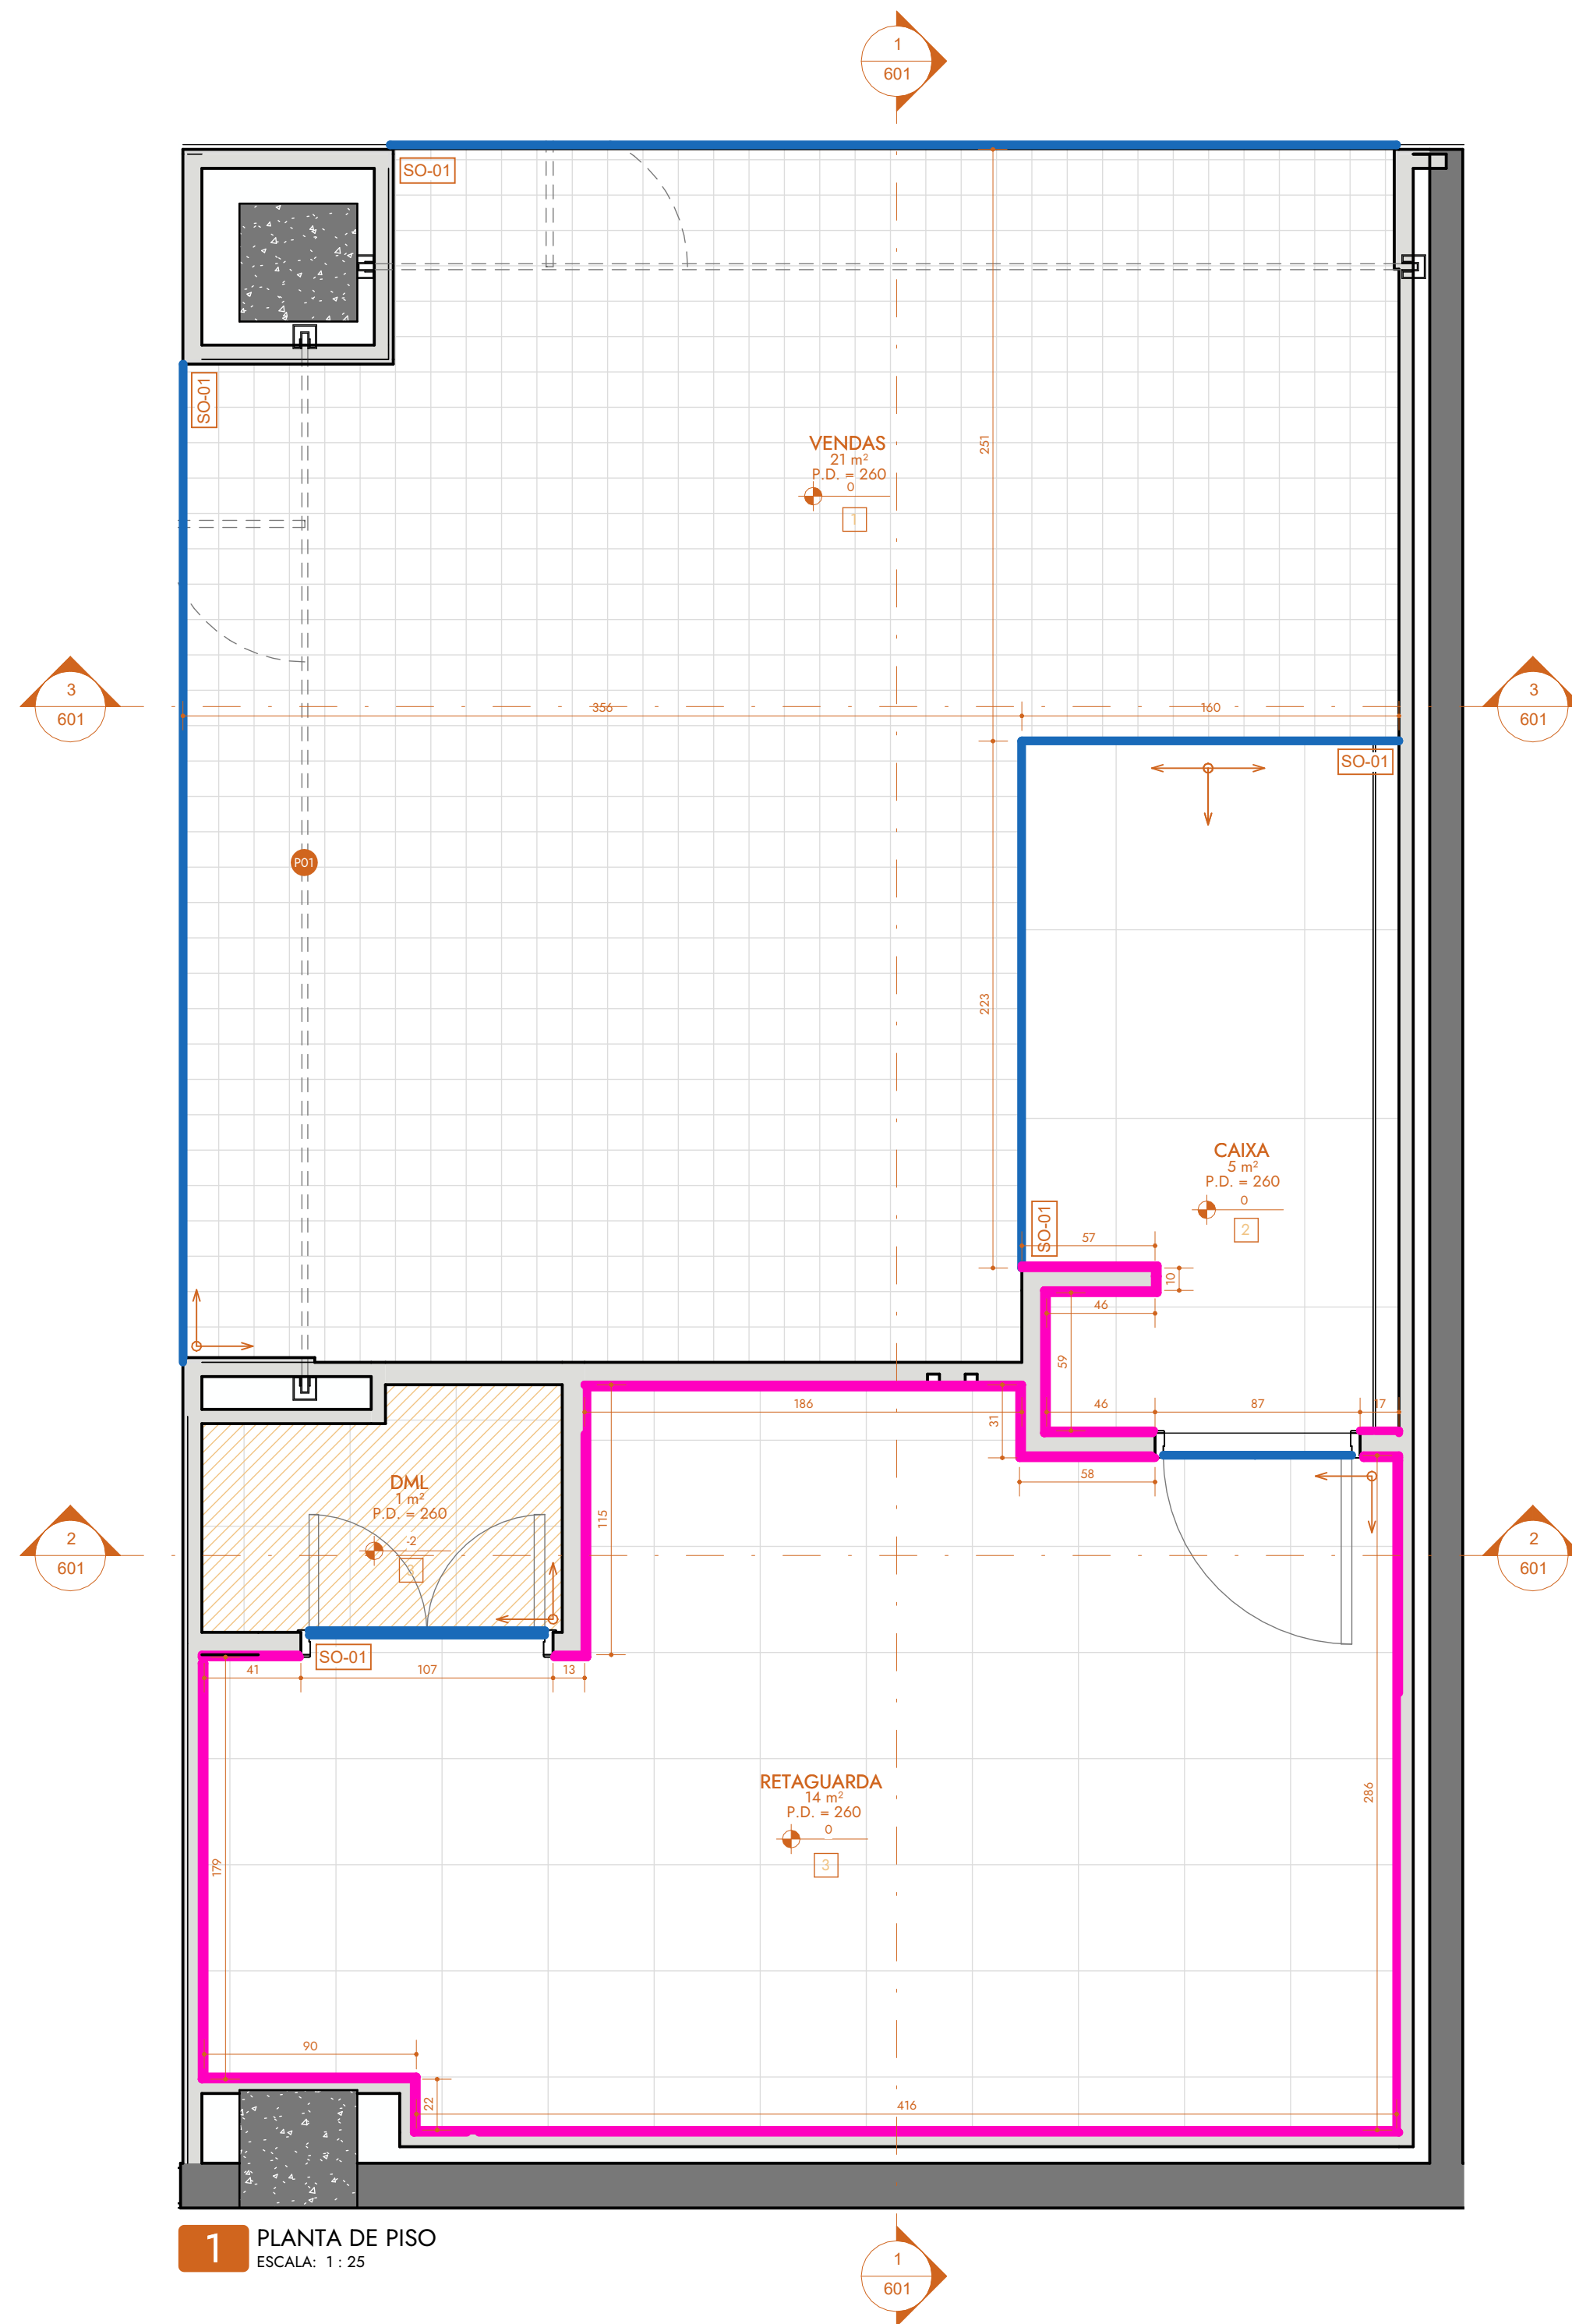 1
601
SO-01
SO-01
251
VENDAS
21 m²
P.D. = 260
0
1
3
601
356
160
3
601
SO-01
P01
223
CAIXA
5 m²
P.D. = 260
0
2
SO-01
57
10
46
59
186
31
46
87
17
58
DML
1 m²
P.D. = 260
-2
3
115
2
601
2
601
SO-01
41
107
13
RETAGUARDA
14 m²
P.D. = 260
0
3
286
179
90
22
416
1
PLANTA DE PISO
ESCALA: 1 : 25
1
601